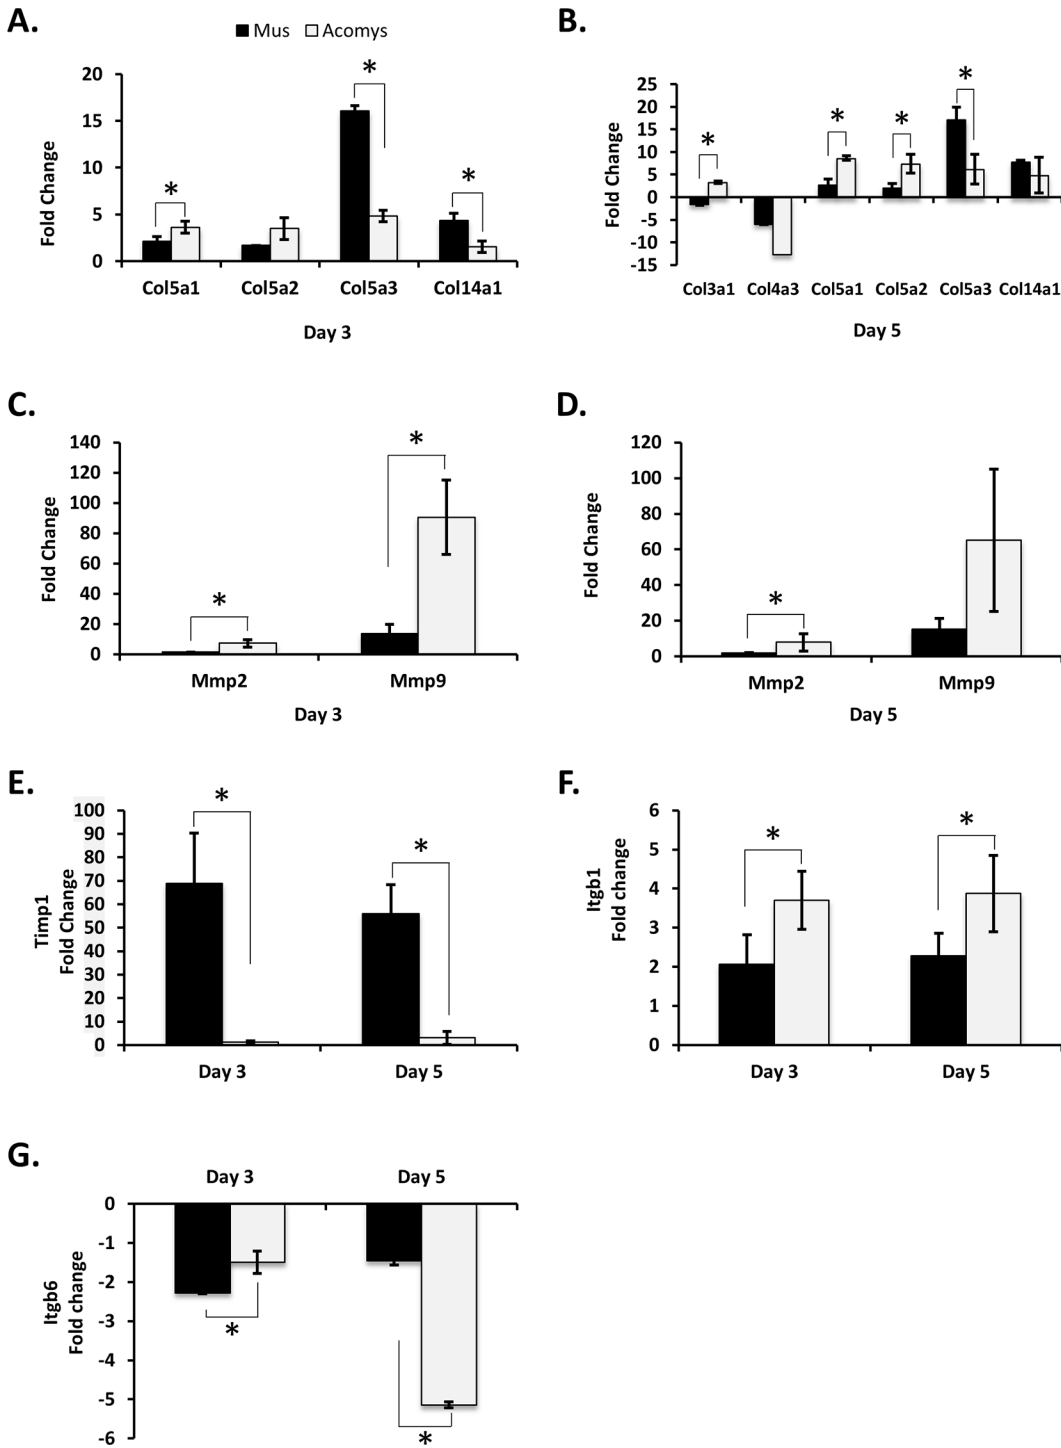 A.
Mus Acomys
20
15
10
5
0
Fold Change
*
*
*
Col5a1 Col5a2 Col5a3 Col14a1
Day 3
B.
25
20
15
10
5
0
-5
-10
-15
Fold Change
*
*
*
*
Col3a1 Col4a3 Col5a1 Col5a2 Col5a3 Col14a1
Day 5
C.
140
120
100
80
60
40
20
0
Fold Change
*
*
Mmp2 Mmp9
Day 3
D.
120
100
80
60
40
20
0
Fold Change
*
Mmp2 Mmp9
Day 5
E.
100
90
80
70
60
50
40
30
20
10
0
Timp1
Fold Change
*
*
Day 3 Day 5
F.
6
5
4
3
2
1
0
Itgb1
Fold change
*
*
Day 3 Day 5
G.
Day 3 Day 5
0
-1
-2
-3
-4
-5
-6
Itgb6
Fold change
*
*